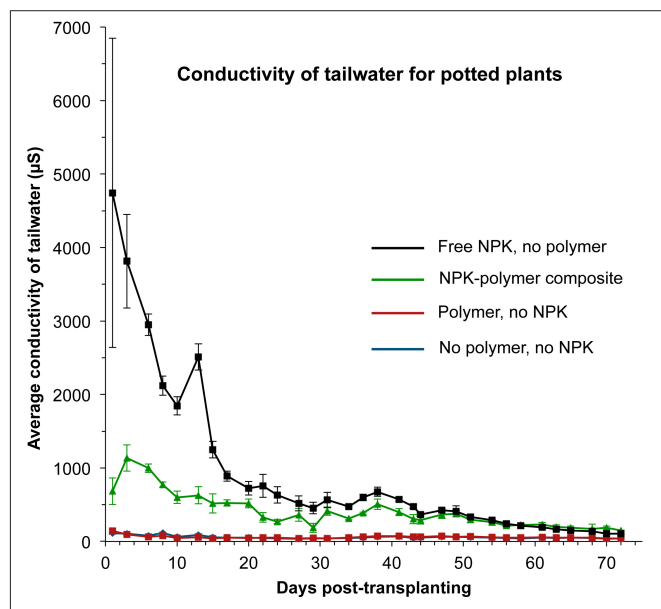 Conductivity of tailwater for potted plants
Average conductivity of tailwater (µS)
7000
6000
5000
4000
3000
2000
1000
0
Free NPK, no polymer
NPK-polymer composite
Polymer, no NPK
No polymer, no NPK
0 10 20 30 40 50 60 70
Days post-transplanting